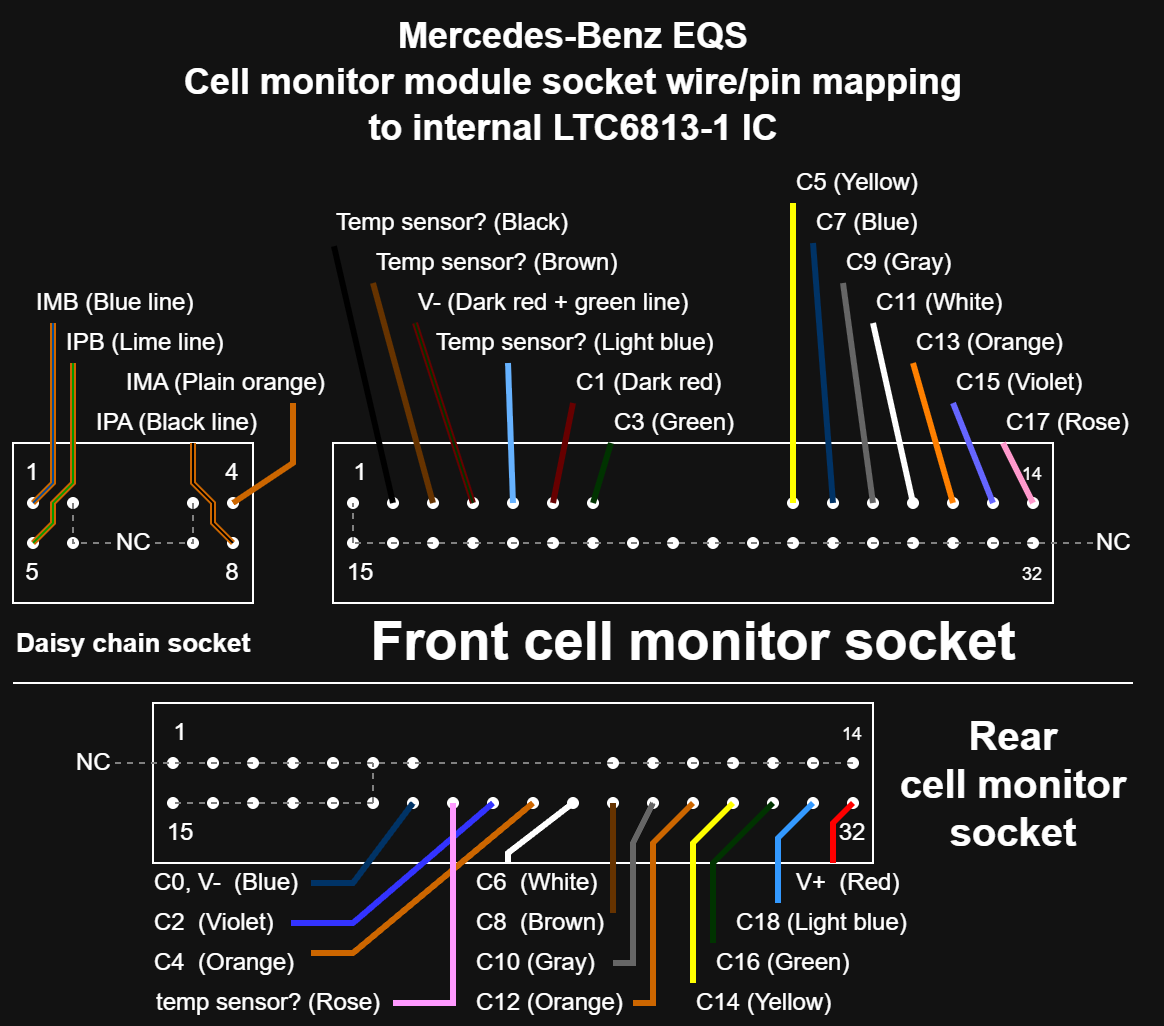 Mercedes-Benz EQS
Cell monitor module socket wire/pin mapping
to internal LTC6813-1 IC
C5 (Yellow)
Temp sensor? (Black)
C7 (Blue)
Temp sensor? (Brown)
C9 (Gray)
IMB (Blue line)
V- (Dark red + green line)
C11 (White)
IPB (Lime line)
Temp sensor? (Light blue)
C13 (Orange)
IMA (Plain orange)
C1 (Dark red)
C15 (Violet)
IPA (Black line)
C3 (Green)
C17 (Rose)
1
4
1
14
NC
NC
5
8
15
32
Daisy chain socket
Front cell monitor socket
1
14
NC
15
32
Rear
cell monitor
socket
C0, V- (Blue)
C6 (White)
V+ (Red)
C2 (Violet)
C8 (Brown)
C18 (Light blue)
C4 (Orange)
C10 (Gray)
C16 (Green)
temp sensor? (Rose)
C12 (Orange)
C14 (Yellow)